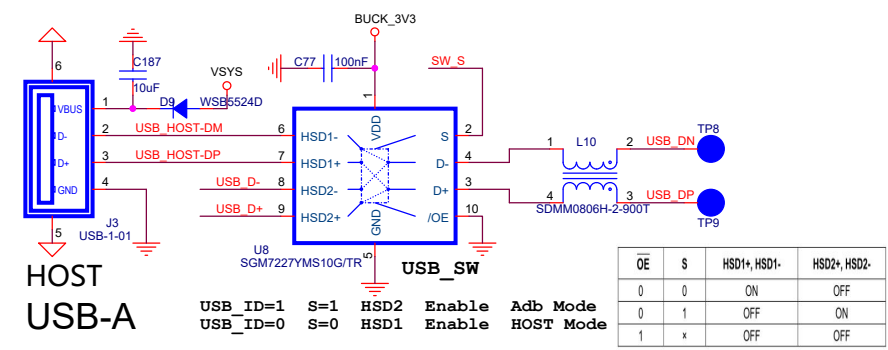 BUCK_3V3
6
C187
10uF
VSYS
C77
100nF
SW_S
VBUS
1
D9
WSB5524D
1
VDD
D-
2
USB_HOST-DM
6
HSD1-
S
2
D+
3
USB_HOST-DP
7
HSD1+
D-
4
1
L10
2
USB_DN
TP8
GND
4
USB_D-
8
HSD2-
D+
3
4
3
USB_DP
TP9
USB_D+
9
HSD2+
GND
/OE
10
SDMM0806H-2-900T
5
J3
USB-1-01
5
U8
SGM7227YMS10G/TR
USB_SW
HOST
USB-A
USB_ID=1 S=1 HSD2 Enable Adb Mode
USB_ID=0 S=0 HSD1 Enable HOST Mode
OE S HSD1+, HSD1- HSD2+, HSD2-
0 0 ON OFF
0 1 OFF ON
1 x OFF OFF